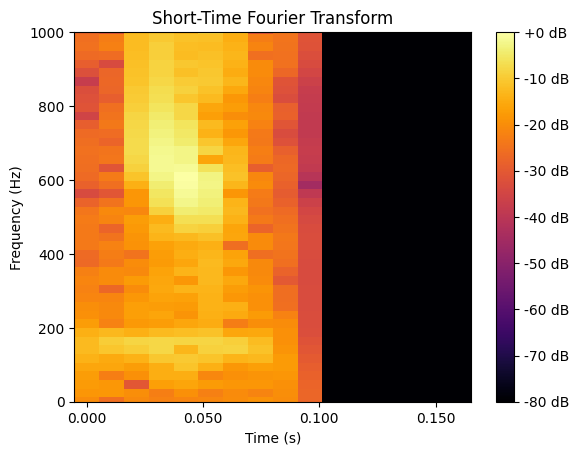 Short-Time Fourier Transform
1000
800
600
400
200
0
Frequency (Hz)
0.000
0.050
0.100
0.150
Time (s)
+0 dB
-10 dB
-20 dB
-30 dB
-40 dB
-50 dB
-60 dB
-70 dB
-80 dB